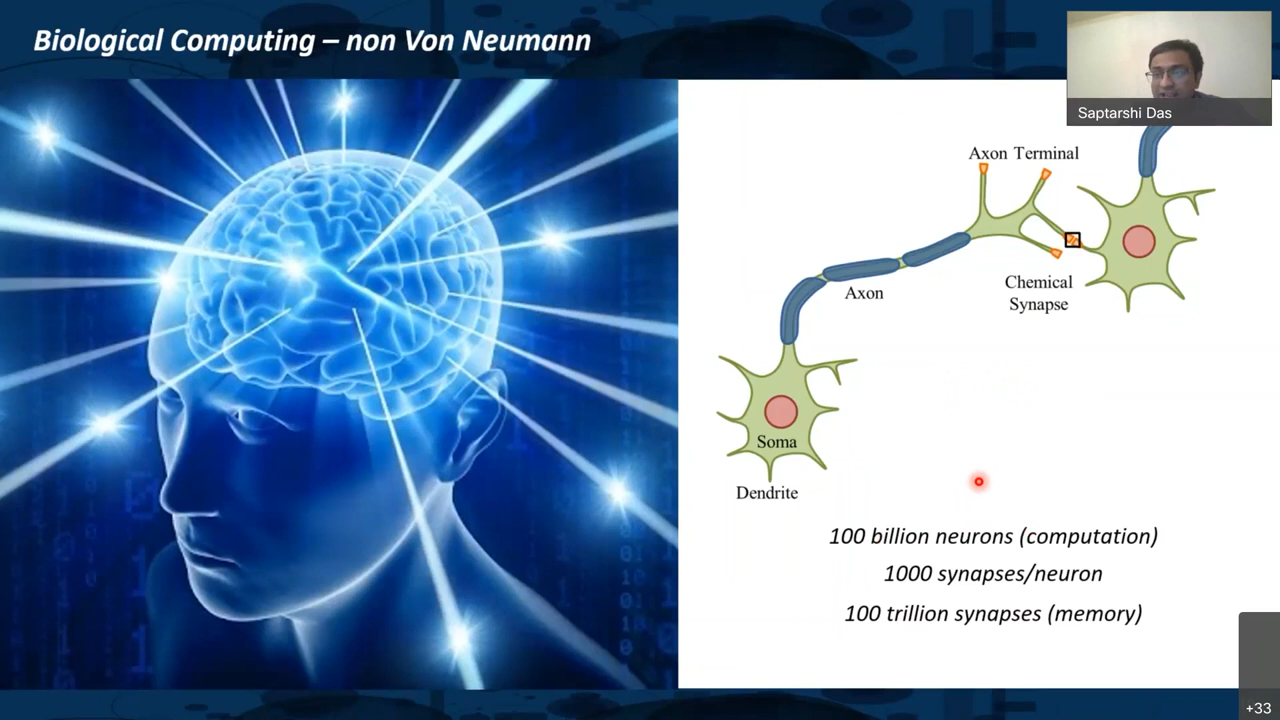 Biological Computing – non Von Neumann
Saptarshi Das
Axon Terminal
Chemical
Synapse
Axon
Soma
Dendrite
100 billion neurons (computation)
1000 synapses/neuron
100 trillion synapses (memory)
+33